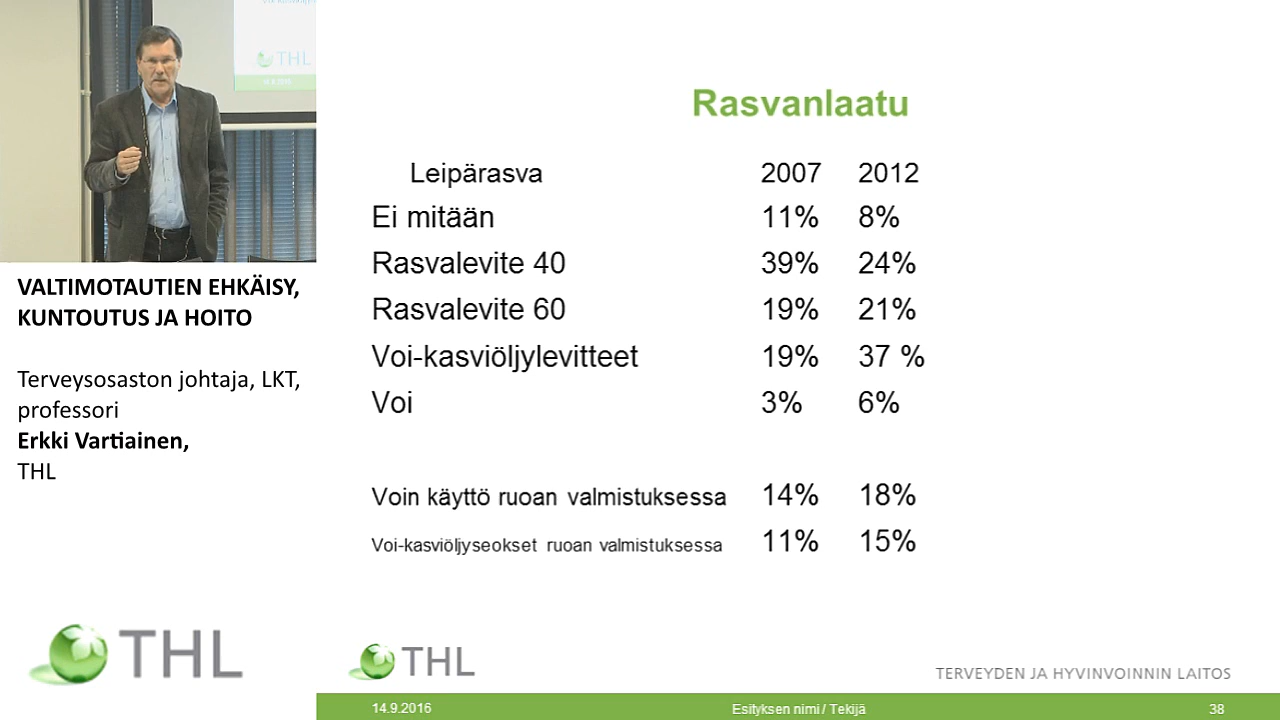 THL
VALTIMOTAUTIEN EHKÄISY,
KUNTOUTUS JA HOITO
Terveysosaston johtaja, LKT,
professori
Erkki Vartiainen,
THL
THL
Rasvanlaatu
Leipärasva 2007 2012
Ei mitään 11% 8%
Rasvalevite 40 39% 24%
Rasvalevite 60 19% 21%
Voi-kasviöljylevitteet 19% 37 %
Voi 3% 6%
Voin käyttö ruoan valmistuksessa 14% 18%
Voi-kasviöljyseokset ruoan valmistuksessa 11% 15%
THL
TERVEYDEN JA HYVINVOINNIN LAITOS
14.9.2016 Esityksen nimi / Tekijä 38